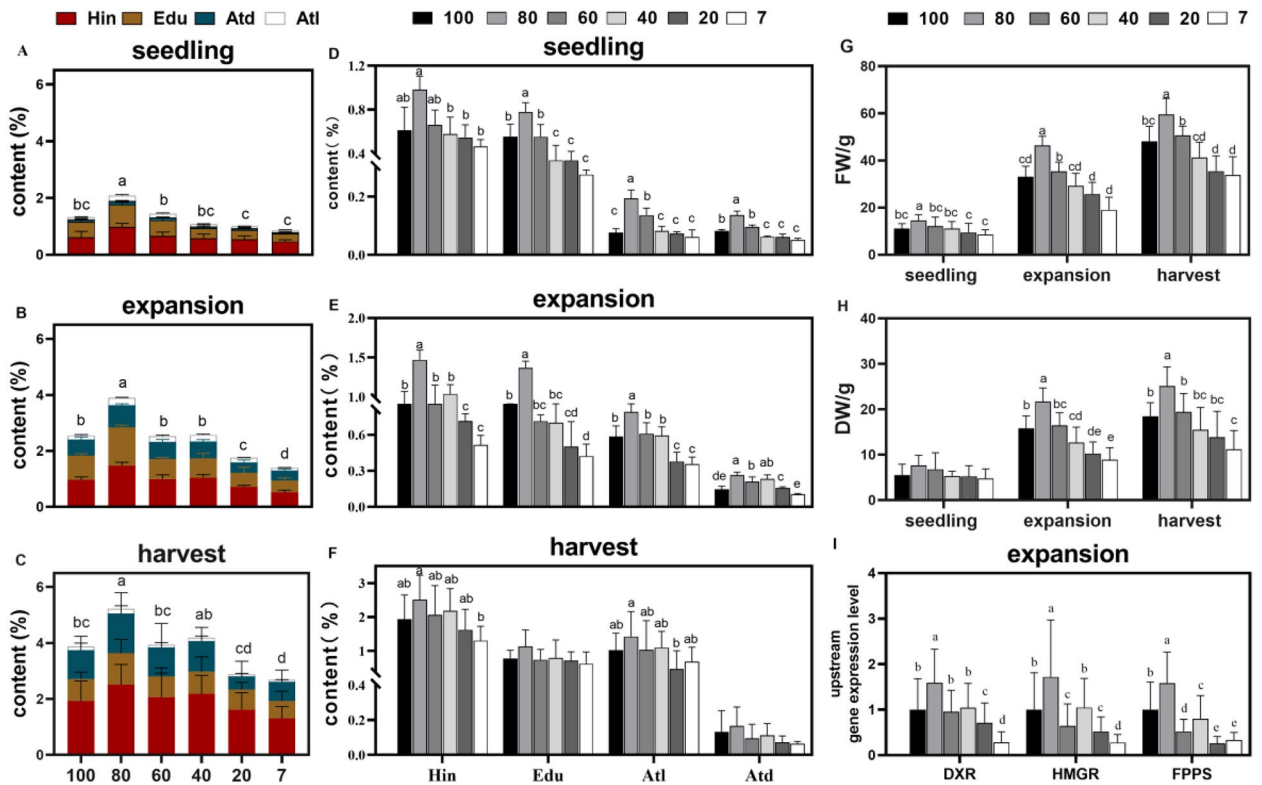 Hin Edu Atd Atl
100 80 60 40 20 7
100 80 60 40 20 7
A seedling
content (%)
6
4
2
0
bc a b bc c c
B expansion
content (%)
6
4
2
0
b a b b c d
C harvest
content (%)
6
4
2
0
bc a bc ab cd d
100 80 60 40 20 7
D seedling
content( %)
1.2
0.8
0.4
0.2
0.0
ab a ab b b b
b a b c c c
c a b c c c
c a b c c c
E expansion
content( %)
2.0
1.5
1.0
0.6
0.3
0.0
b a b b c c
b a bc bc cd d
b a b b c c
de a b ab c e
F harvest
content( %)
3
2
1
0.4
0.2
0.0
ab a ab ab ab b
ab a ab ab b ab
Hin Edu Atl Atd
G
FW/g
80
60
40
20
0
bc a bc bc c c
cd a b cd d d
bc a b cd d d
seedling expansion harvest
H
DW/g
40
30
20
10
0
b a bc cd de e
b a b bc bc c
seedling expansion harvest
I expansion
upstream
gene expression level
4
3
2
1
0
b a b b c d
b a c b c d
b a d c e e
DXR HMGR FPPS